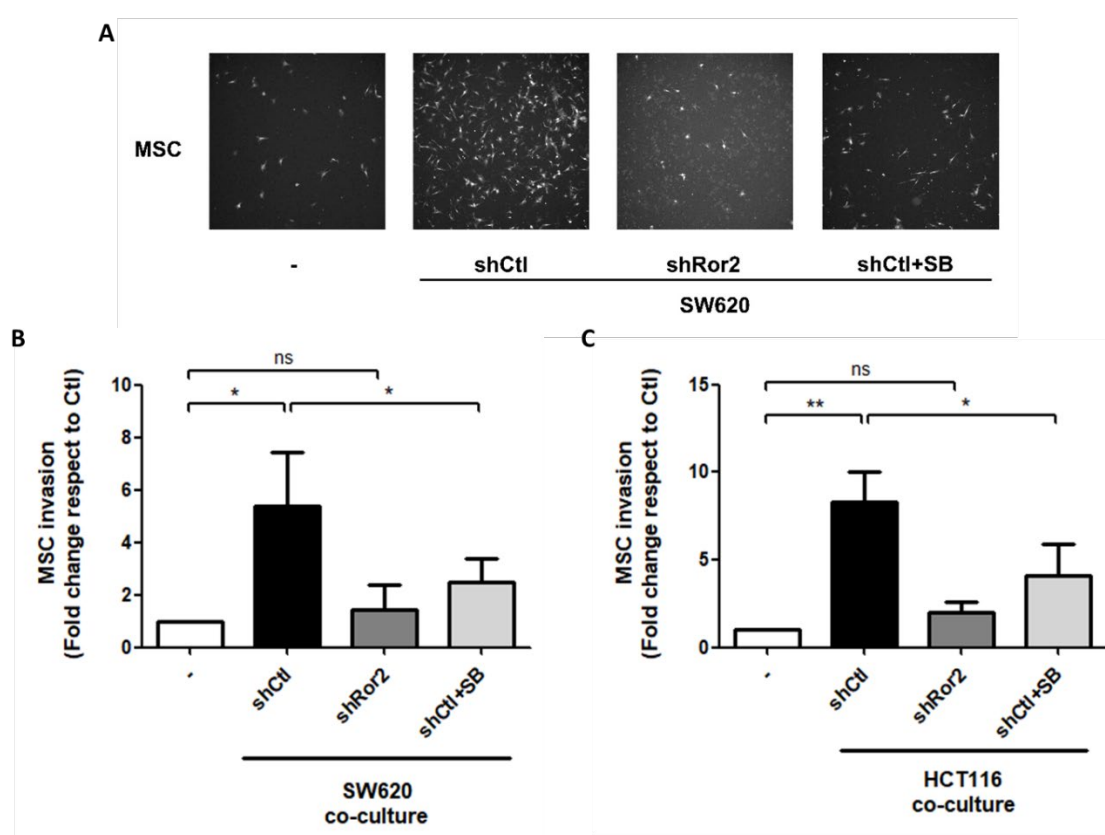 A
MSC
-
shCtl
shRor2
shCtl+SB
SW620
B
MSC invasion
(Fold change respect to Ctl)
10
8
6
4
2
0
ns
*
*
-
shCtl
shRor2
shCtl+SB
SW620
co-culture
C
MSC invasion
(Fold change respect to Ctl)
15
10
5
0
ns
**
*
-
shCtl
shRor2
shCtl+SB
HCT116
co-culture